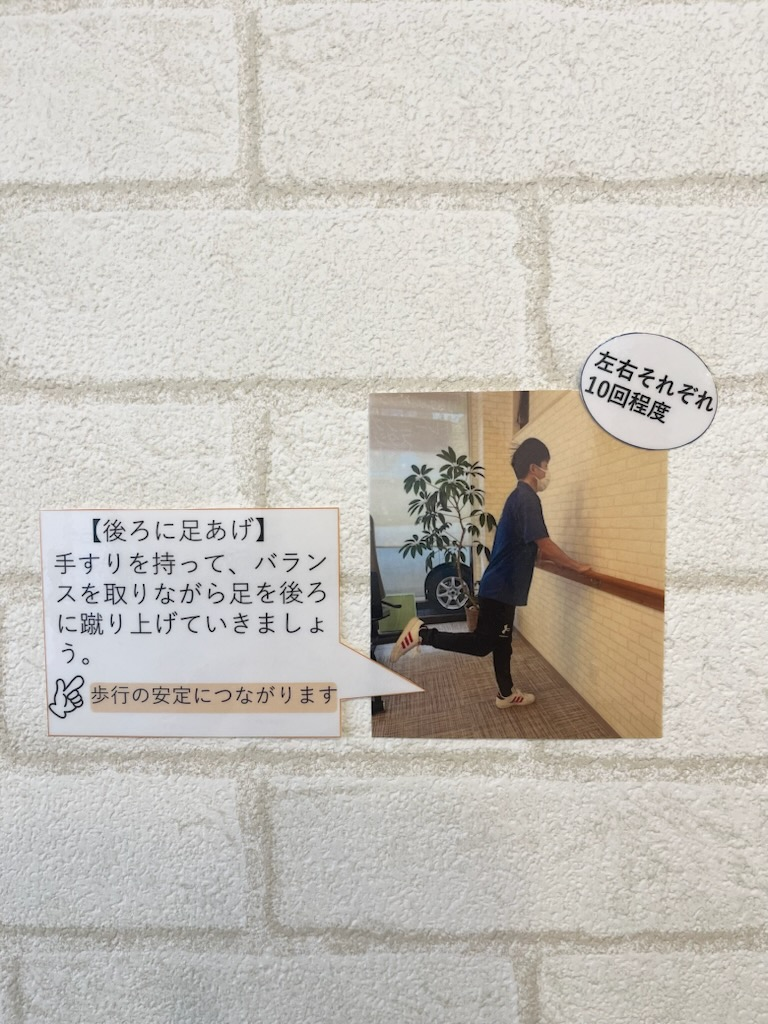 左右それぞれ
10回程度
【後ろに足あげ】
手すりを持って、バラン
スを取りながら足を後ろ
に蹴り上げていきましょ
う。
歩行の安定につながります